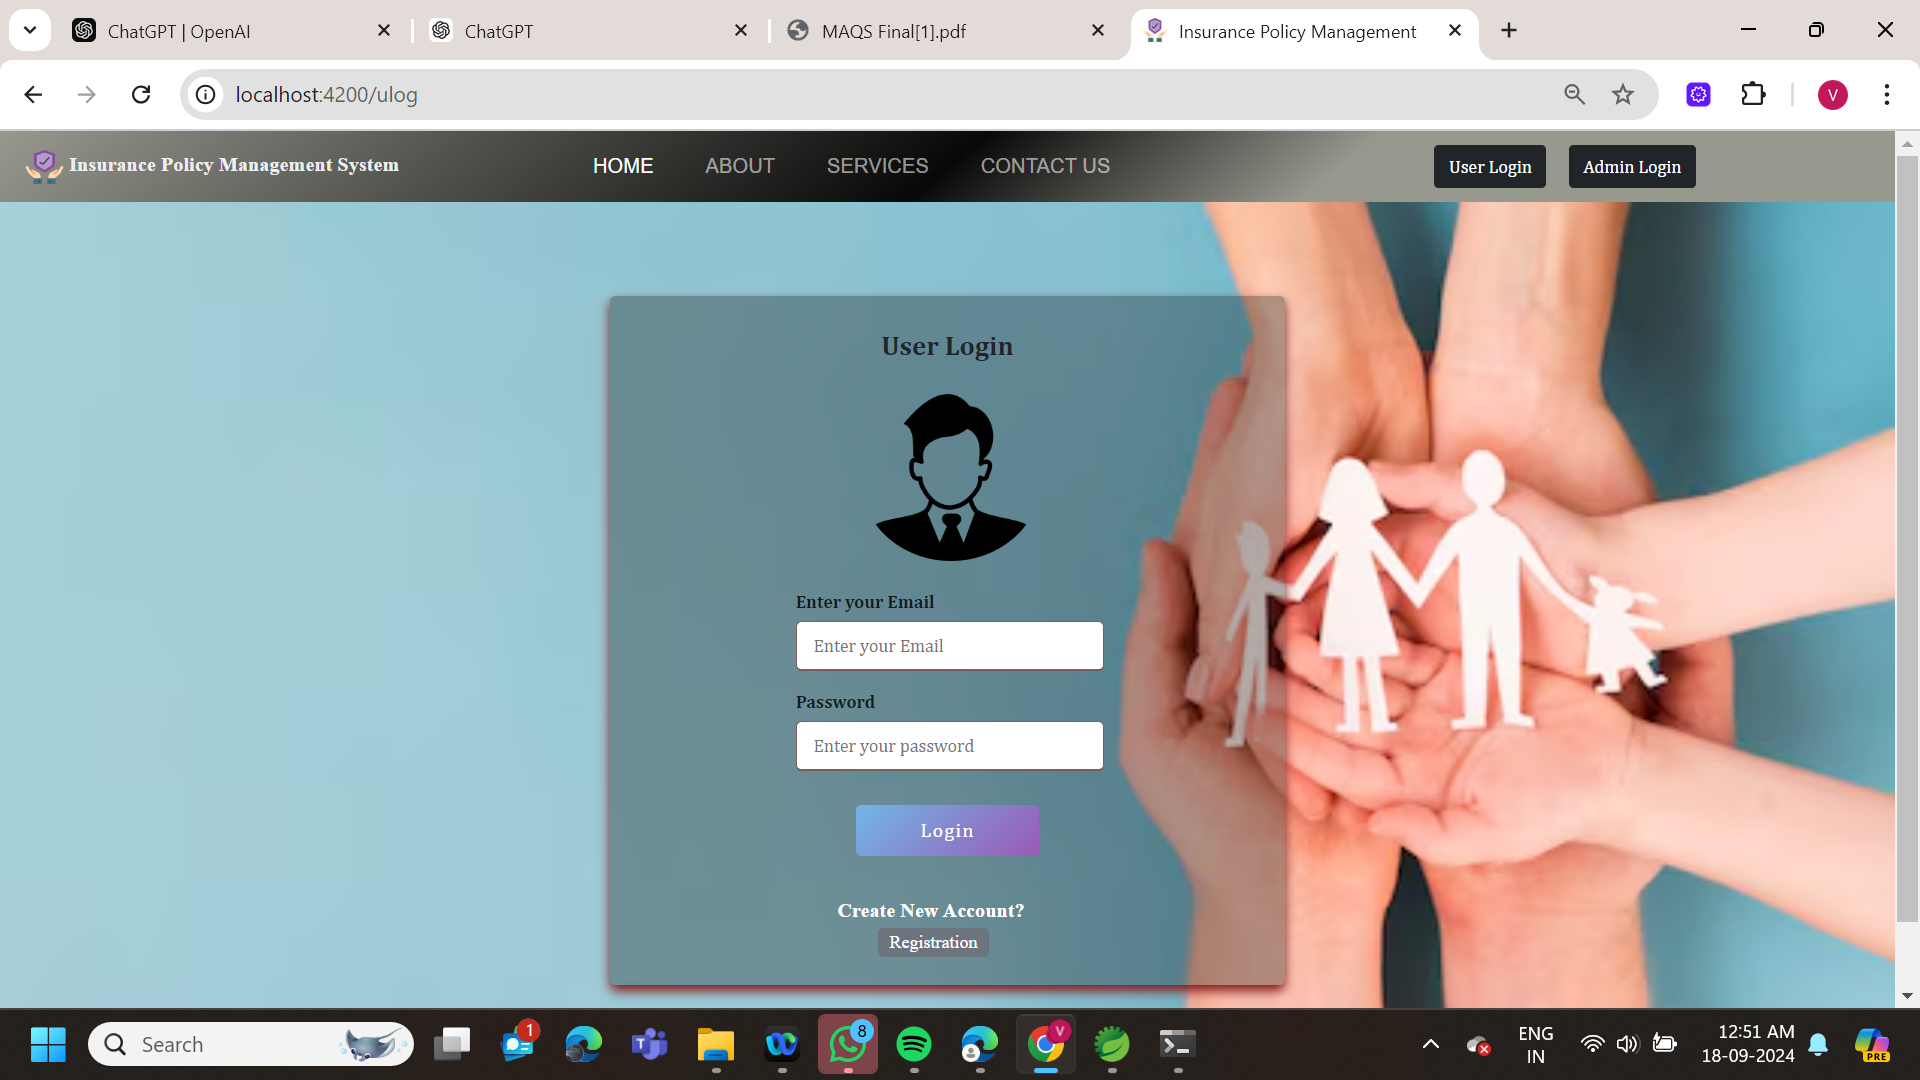 ChatGPT | OpenAI
ChatGPT
MAQS Final[1].pdf
Insurance Policy Management
localhost:4200/ulog
V
Insurance Policy Management System
HOME
ABOUT
SERVICES
CONTACT US
User Login
Admin Login
User Login
Enter your Email
Enter your Email
Password
Enter your password
Login
Create New Account?
Registration
Search
1
T
8
V
ENG
IN
12:51 AM
18-09-2024
PRE